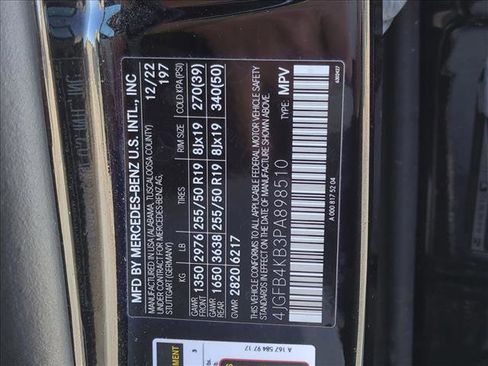 MFD BY MERCEDES-BENZ U.S. INTL., INC
MANUFACTURED IN USA (ALABAMA, TUSCALOOSA COUNTY)
UNDER CONTRACT FOR MERCEDES-BENZ AG,
STUTTGART (GERMANY)
12/22
197
KG LB TIRES RIM SIZE COLD KPA(PSI)
GAWR FRONT 1350 2976 255/50 R19 8Jx19 270(39)
GAWR REAR 1650 3638 255/50 R19 8Jx19 340(50)
GVWR 2820 6217
THIS VEHICLE CONFORMS TO ALL APPLICABLE FEDERAL MOTOR VEHICLE SAFETY
STANDARDS IN EFFECT ON THE DATE OF MANUFACTURE SHOWN ABOVE.
4JGFB4KB3PA898510 TYPE: MPV
A 000 817 52 04
A 167 584 97 17